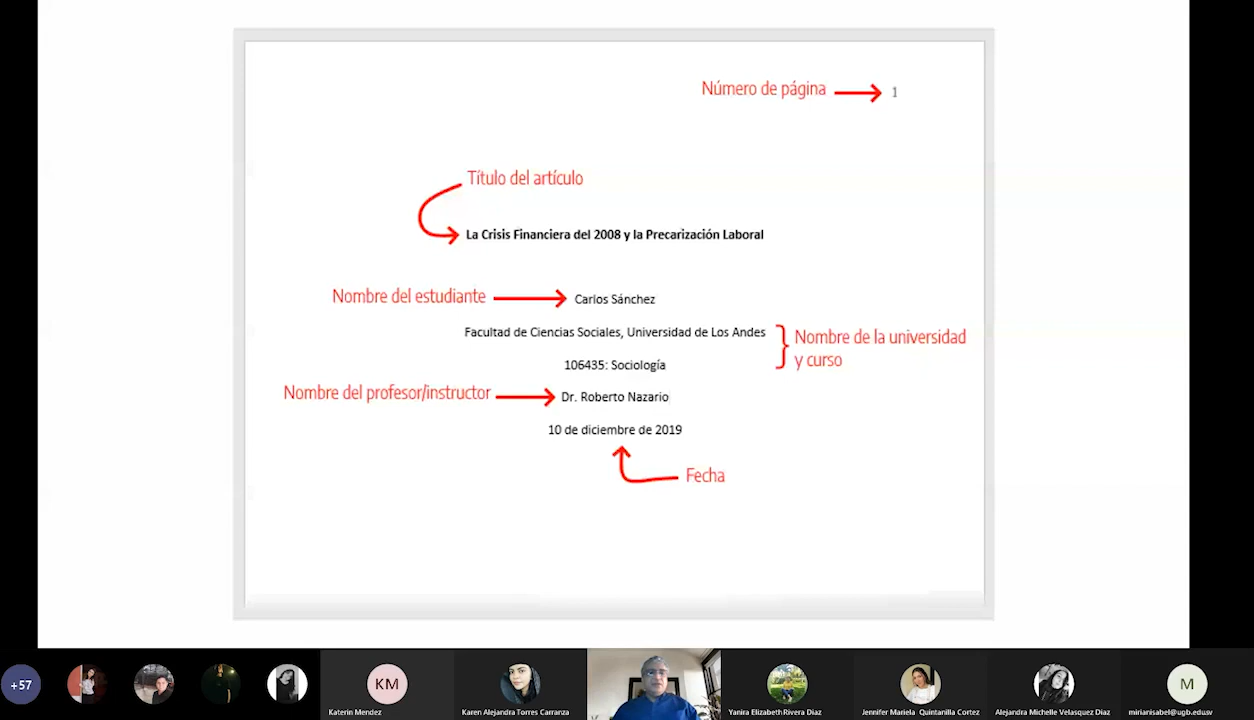 Número de página
1
Título del artículo
La Crisis Financiera del 2008 y la Precarización Laboral
Nombre del estudiante
Carlos Sánchez
Facultad de Ciencias Sociales, Universidad de Los Andes
Nombre de la universidad
y curso
106435: Sociología
Nombre del profesor/instructor
Dr. Roberto Nazario
10 de diciembre de 2019
Fecha
+57
KM
M
Katerin Mendez
Karen Alejandra Torres Carranza
Yanira Elizabeth Rivera Diaz
Jennifer Mariela Quintanilla Cortez
Alejandra Michelle Velasquez Diaz
miriarisabel@ugb.edu.sv